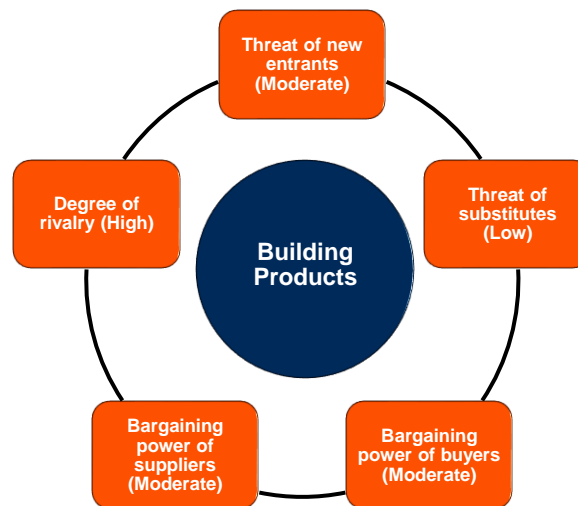 Threat of new
entrants
(Moderate)
Threat of
substitutes
(Low)
Degree of
rivalry (High)
Building
Products
Bargaining
power of
suppliers
(Moderate)
Bargaining
power of buyers
(Moderate)